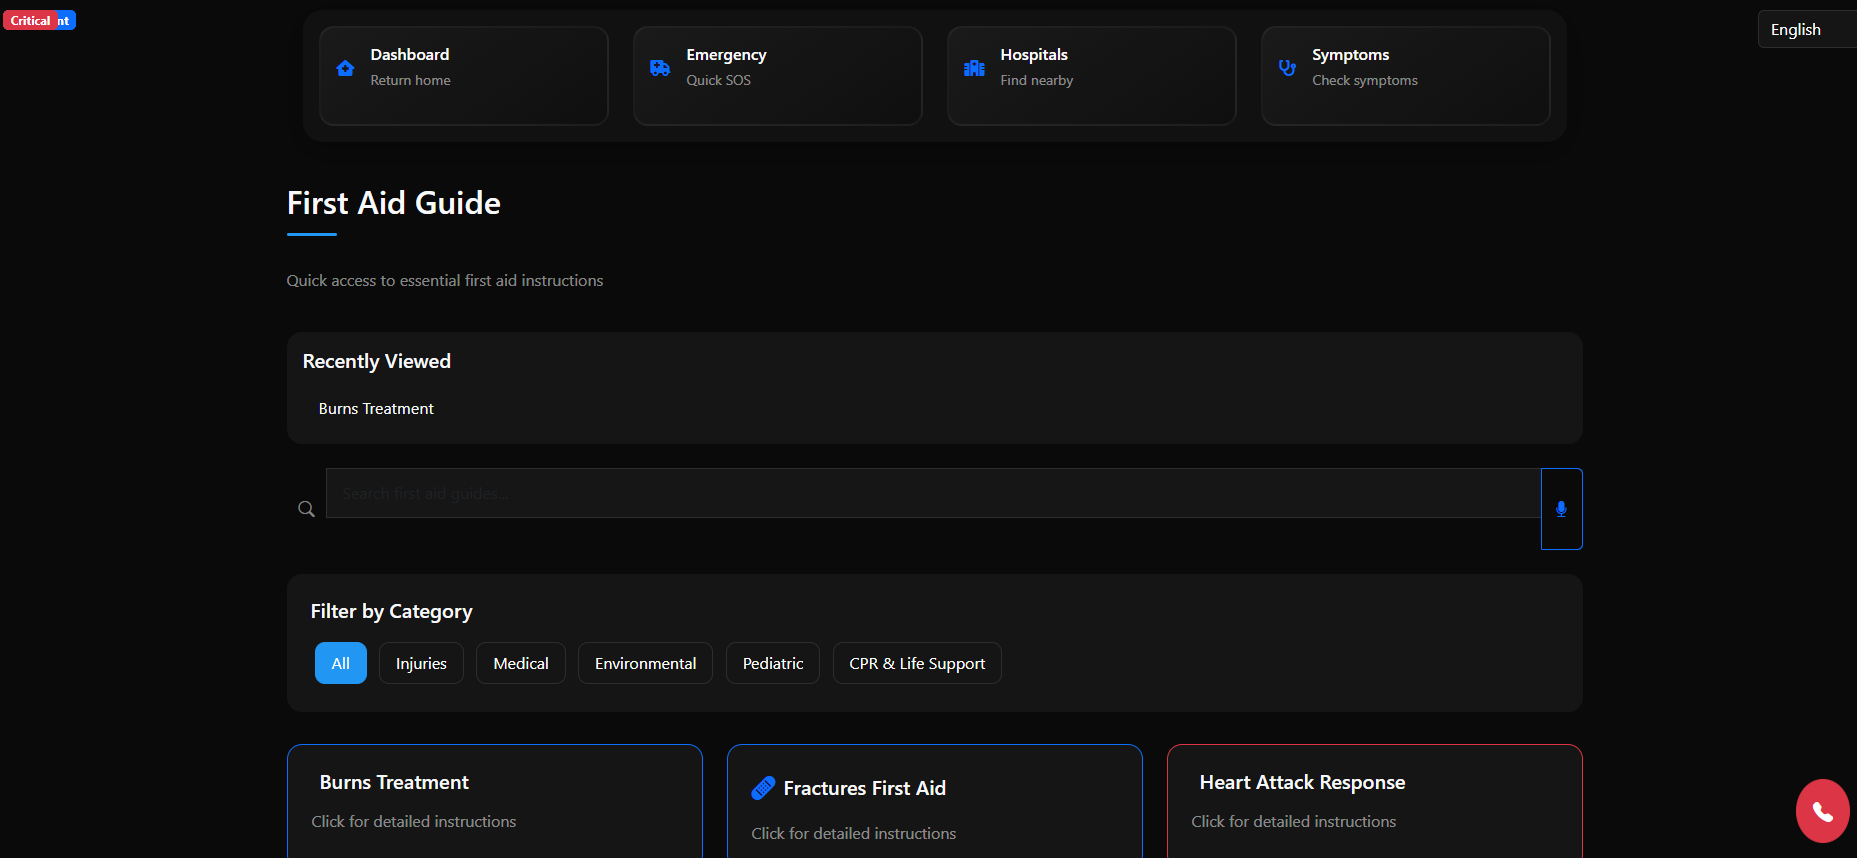 Critical nt
English
Dashboard
Return home
Emergency
Quick SOS
Hospitals
Find nearby
Symptoms
Check symptoms
First Aid Guide
Quick access to essential first aid instructions
Recently Viewed
Burns Treatment
Search first aid guides...
Filter by Category
All Injuries Medical Environmental Pediatric CPR & Life Support
Burns Treatment
Click for detailed instructions
Fractures First Aid
Click for detailed instructions
Heart Attack Response
Click for detailed instructions